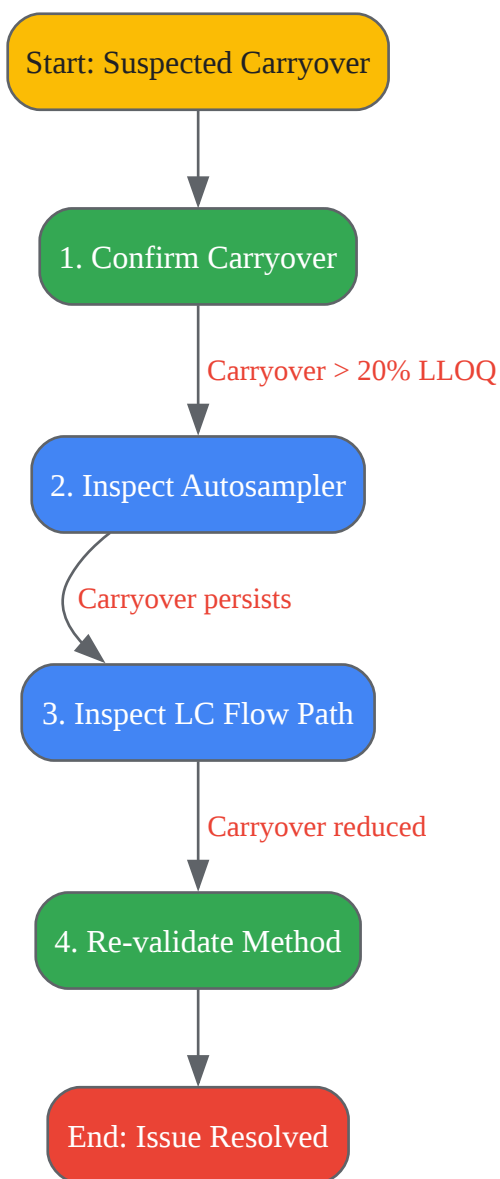 Start: Suspected Carryover
1. Confirm Carryover
Carryover > 20% LLOQ
2. Inspect Autosampler
Carryover persists
3. Inspect LC Flow Path
Carryover reduced
4. Re-validate Method
End: Issue Resolved